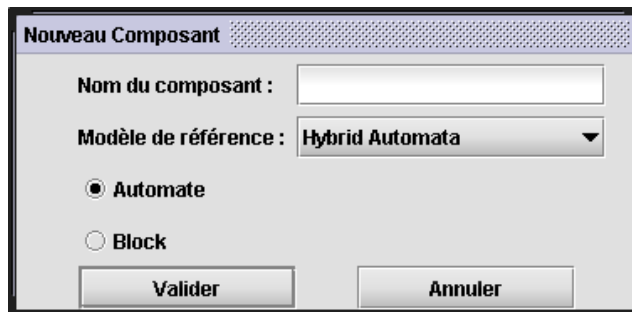 Nouveau Composant
Nom du composant :
Modèle de référence : Hybrid Automata
Automate
Block
Valider Annuler